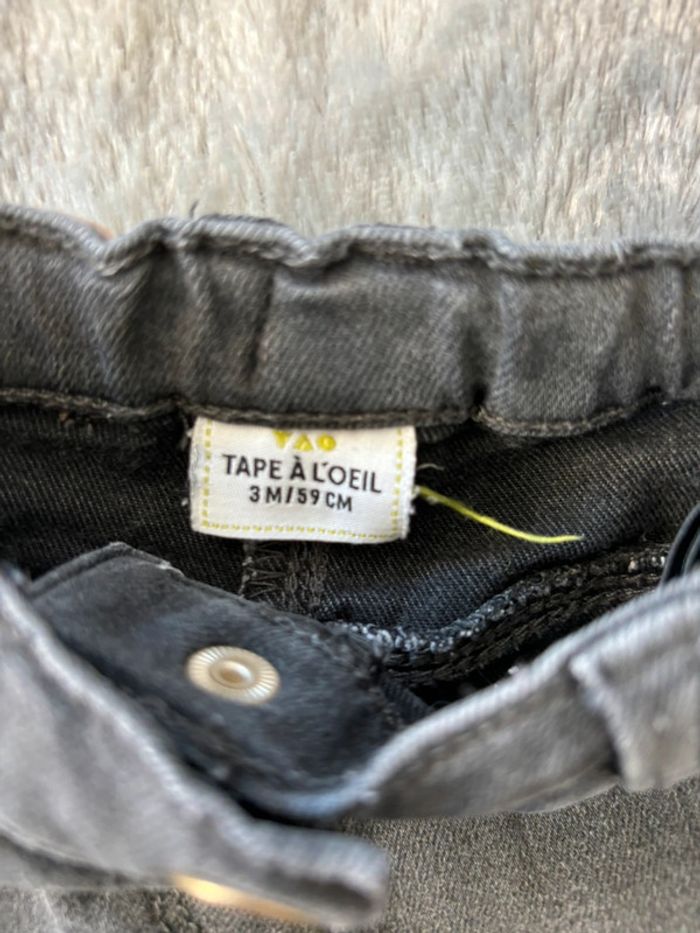 TAO
TAPE À L'OEIL
3 M/59 CM